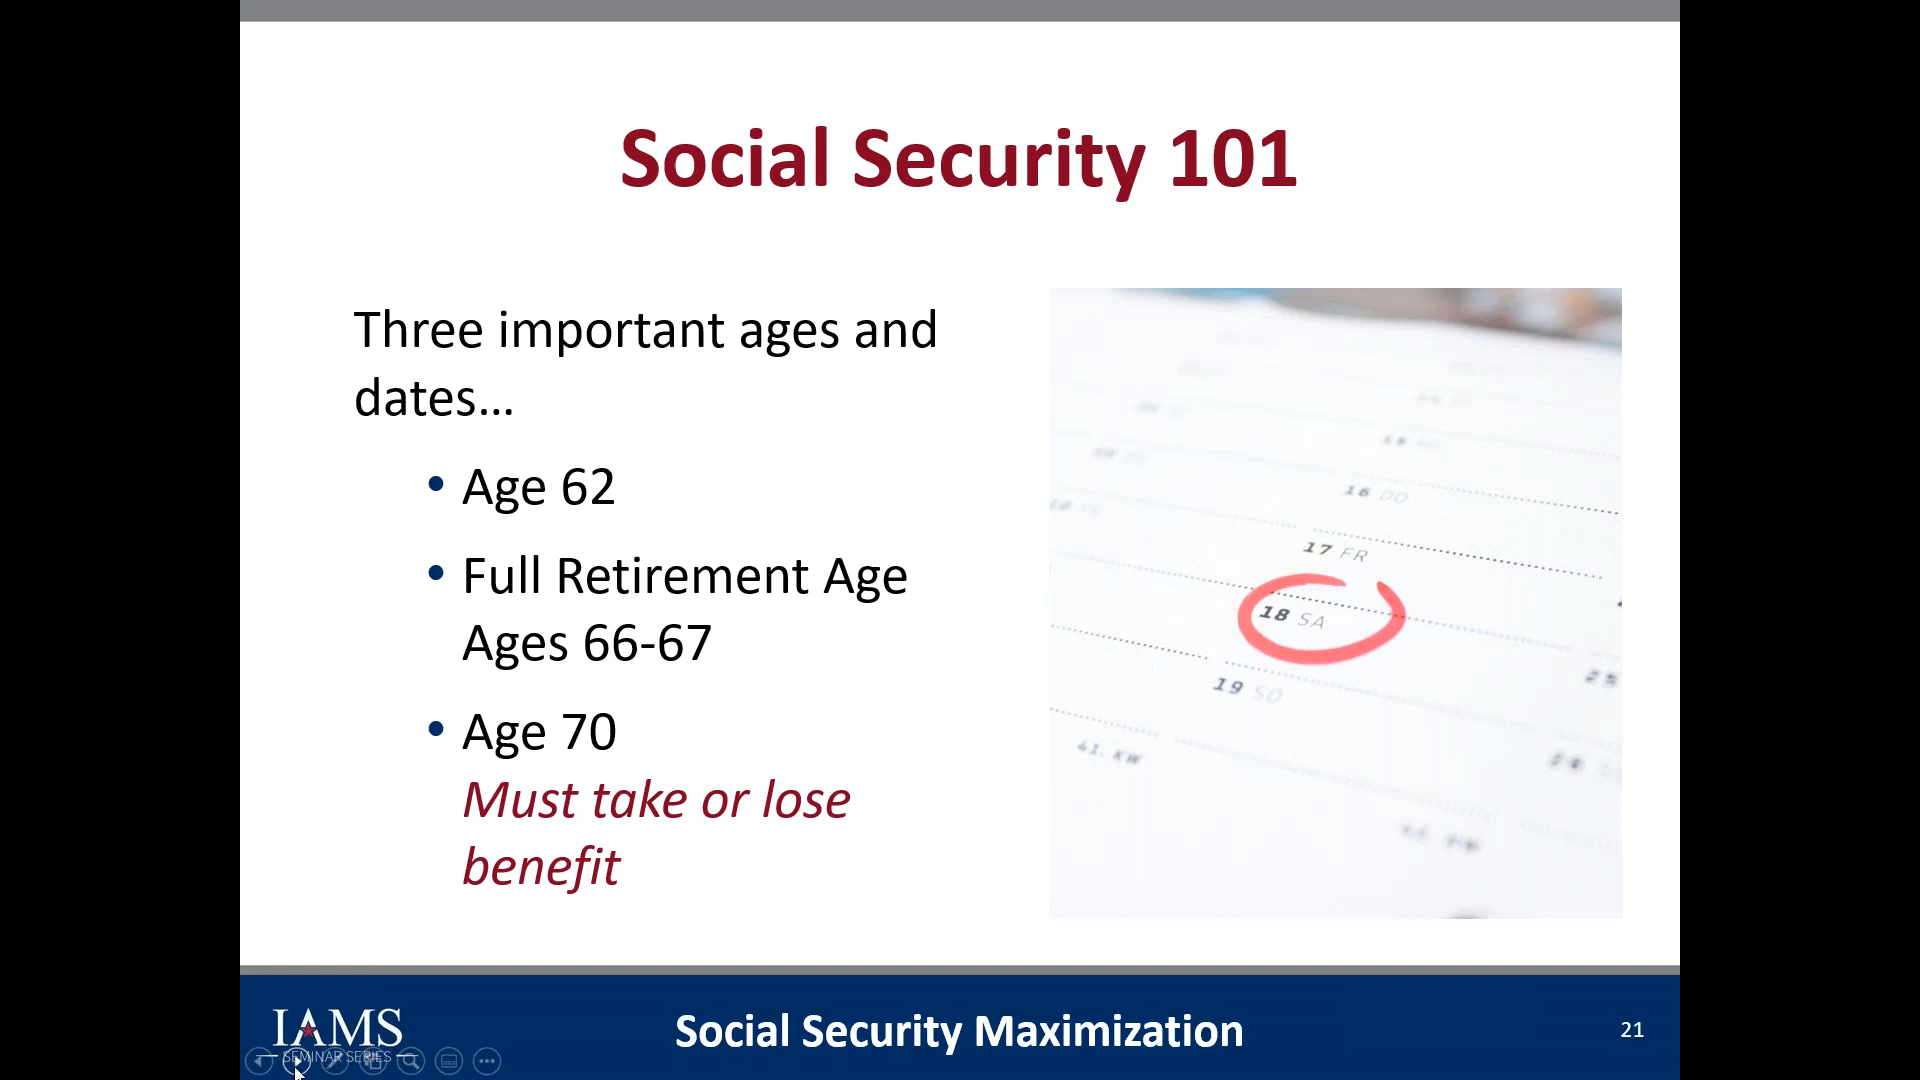 Social Security 101
Three important ages and
dates...
• Age 62
• Full Retirement Age
Ages 66-67
• Age 70
Must take or lose
benefit
16 DO
17 FR
18 SA
19 SO
41. KW
IAMS
SEMINAR SERIES
Social Security Maximization
21